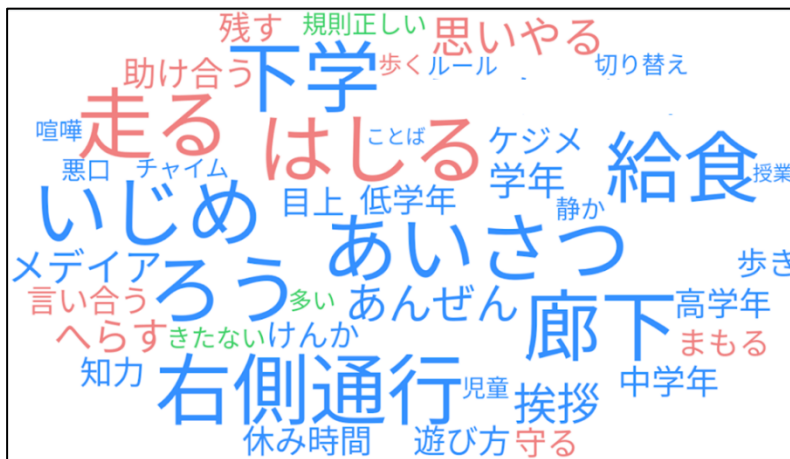 残す 規則正しい 思いやる
助け合う 下学 歩く ルール 切り替え
喧嘩 走る はしる ことば ケジメ 給食
悪口 チャイム 学年 授業
いじめ 目上 低学年 静か
メデイア ろう あいさつ 歩き
言い合う 多い あんぜん 廊下 高学年
へらす きたない けんか まもる
知力 右側通行 児童 挨拶 中学年
休み時間 遊び方 守る